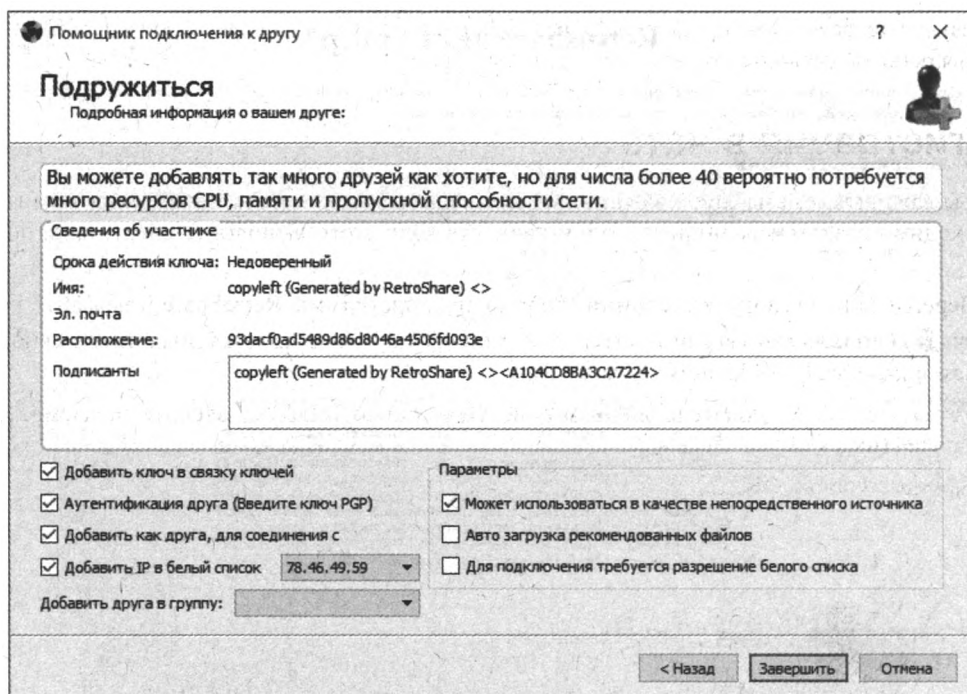 Помощник подключения к другу
?
Подружиться
Подробная информация о вашем друге:
Вы можете добавлять так много друзей как хотите, но для числа более 40 вероятно потребуется
много ресурсов CPU, памяти и пропускной способности сети.
Сведения об участнике
Срока действия ключа: Недоверенный
Имя: copyleft (Generated by RetroShare) <>
Эл. почта
Расположение: 93dacf0ad5489d86d8046a4506fd093e
Подписанты copyleft (Generated by RetroShare) <><A104CD8BA3CA7224>
Добавить ключ в связку ключей
Аутентификация друга (Введите ключ PGP)
Добавить как друга, для соединения с
Добавить IP в белый список 78.46.49.59
Добавить друга в группу:
Параметры
Может использоваться в качестве непосредственного источника
Авто загрузка рекомендованных файлов
Для подключения требуется разрешение белого списка
< Назад Завершить Отмена